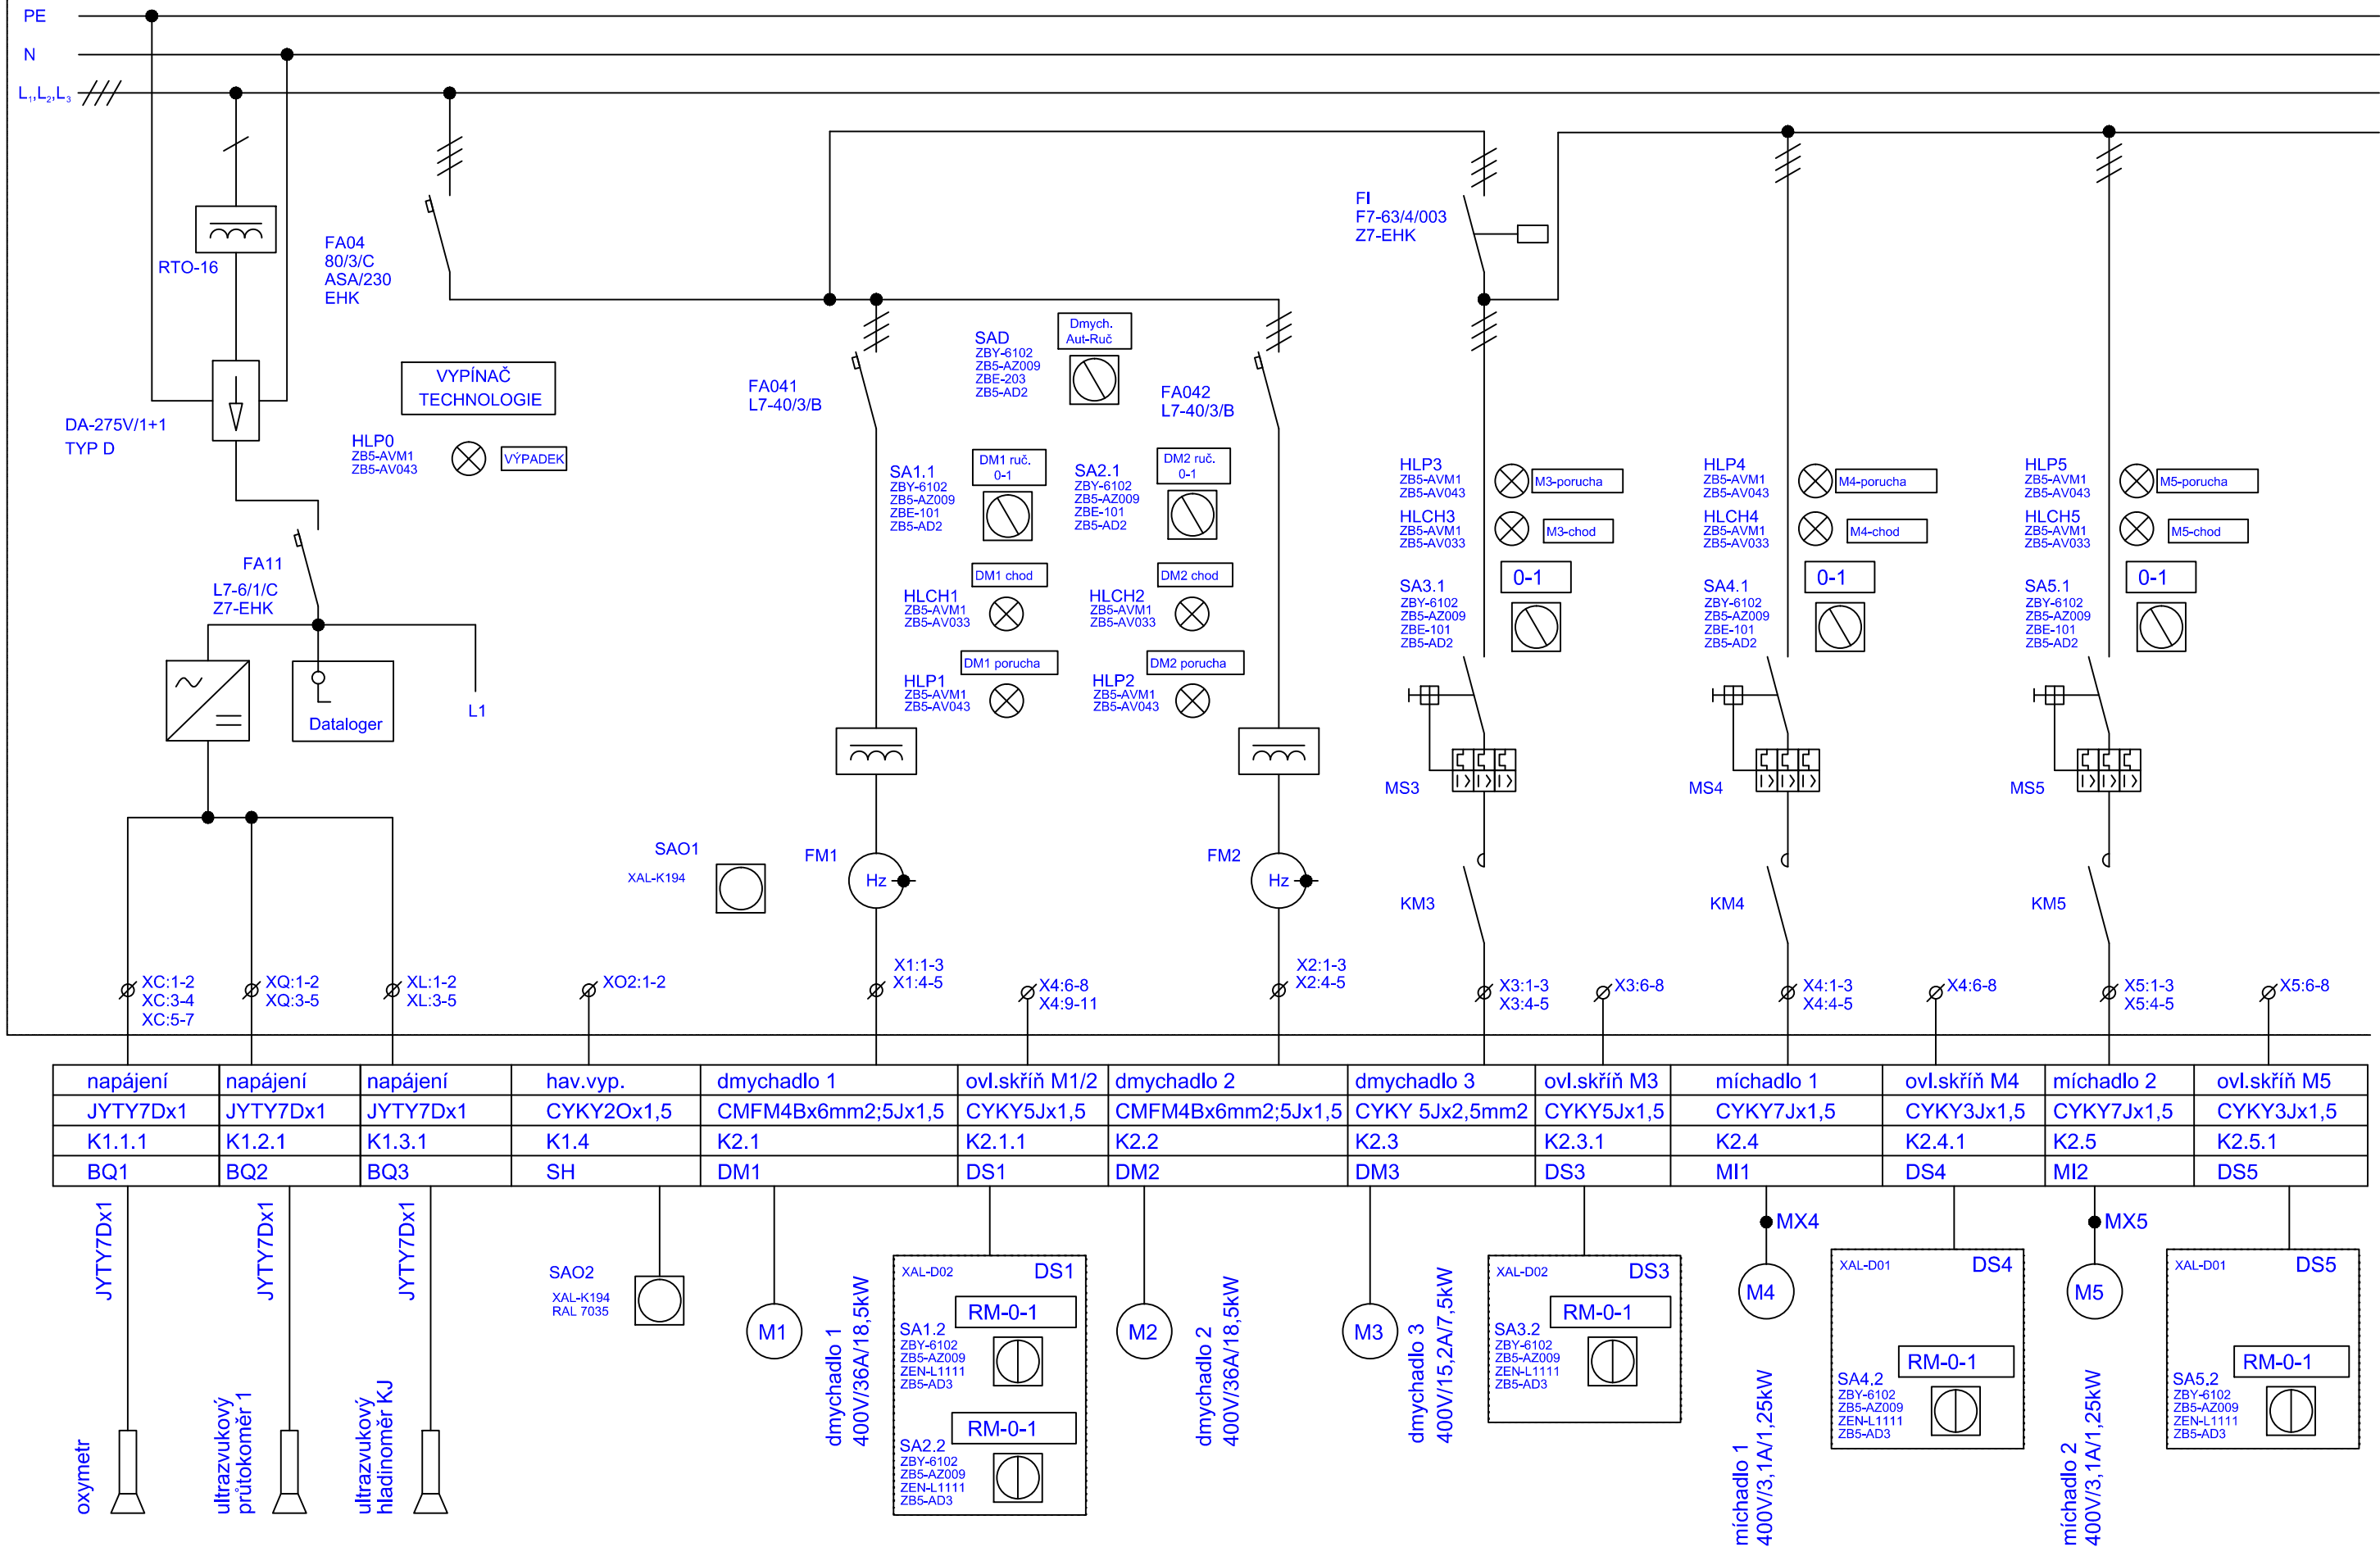 PE
N
L1,L2,L3
RTO-16
FA04
80/3/C
ASA/230
EHK
FI
F7-63/4/003
Z7-EHK
DA-275V/1+1
TYP D
VYPÍNAČ
TECHNOLOGIE
HLP0
ZB5-AVM1
ZB5-AV043
VÝPADEK
FA11
L7-6/1/C
Z7-EHK
Dataloger
L1
FA041
L7-40/3/B
SAD
ZBY-6102
ZB5-AZ009
ZBE-203
ZB5-AD2
Dmych.
Aut-Ruč
FA042
L7-40/3/B
SA1.1
ZBY-6102
ZB5-AZ009
ZBE-101
ZB5-AD2
DM1 ruč.
0-1
SA2.1
ZBY-6102
ZB5-AZ009
ZBE-101
ZB5-AD2
DM2 ruč.
0-1
DM1 chod
HLCH1
ZB5-AVM1
ZB5-AV033
DM2 chod
HLCH2
ZB5-AVM1
ZB5-AV033
DM1 porucha
HLP1
ZB5-AVM1
ZB5-AV043
DM2 porucha
HLP2
ZB5-AVM1
ZB5-AV043
HLP3
ZB5-AVM1
ZB5-AV043
M3-porucha
HLCH3
ZB5-AVM1
ZB5-AV033
M3-chod
0-1
SA3.1
ZBY-6102
ZB5-AZ009
ZBE-101
ZB5-AD2
HLP4
ZB5-AVM1
ZB5-AV043
M4-porucha
HLCH4
ZB5-AVM1
ZB5-AV033
M4-chod
0-1
SA4.1
ZBY-6102
ZB5-AZ009
ZBE-101
ZB5-AD2
HLP5
ZB5-AVM1
ZB5-AV043
M5-porucha
HLCH5
ZB5-AVM1
ZB5-AV033
M5-chod
0-1
SA5.1
ZBY-6102
ZB5-AZ009
ZBE-101
ZB5-AD2
MS3
MS4
MS5
SAO1
XAL-K194
FM1
Hz
FM2
Hz
KM3
KM4
KM5
XC:1-2
XC:3-4
XC:5-7
XQ:1-2
XQ:3-5
XL:1-2
XL:3-5
XO2:1-2
X1:1-3
X1:4-5
X4:6-8
X4:9-11
X2:1-3
X2:4-5
X3:1-3
X3:4-5
X3:6-8
X4:1-3
X4:4-5
X4:6-8
X5:1-3
X5:4-5
X5:6-8
napájení napájení napájení hav.vyp. dmychadlo 1 ovl.skříň M1/2 dmychadlo 2 dmychadlo 3 ovl.skříň M3 míchadlo 1 ovl.skříň M4 míchadlo 2 ovl.skříň M5
JYTY7Dx1 JYTY7Dx1 JYTY7Dx1 CYKY2Ox1,5 CMFM4Bx6mm2;5Jx1,5 CYKY5Jx1,5 CMFM4Bx6mm2;5Jx1,5 CYKY 5Jx2,5mm2 CYKY5Jx1,5 CYKY7Jx1,5 CYKY3Jx1,5 CYKY7Jx1,5 CYKY3Jx1,5
K1.1.1 K1.2.1 K1.3.1 K1.4 K2.1 K2.1.1 K2.2 K2.3 K2.3.1 K2.4 K2.4.1 K2.5 K2.5.1
BQ1 BQ2 BQ3 SH DM1 DS1 DM2 DM3 DS3 MI1 DS4 MI2 DS5
JYTY7Dx1
oxymetr
JYTY7Dx1
ultrazvukový
průtokoměr 1
JYTY7Dx1
ultrazvukový
hladinoměr KJ
SAO2
XAL-K194
RAL 7035
M1
dmychadlo 1
400V/36A/18,5kW
XAL-D02
DS1
RM-0-1
SA1.2
ZBY-6102
ZB5-AZ009
ZEN-L1111
ZB5-AD3
RM-0-1
SA2.2
ZBY-6102
ZB5-AZ009
ZEN-L1111
ZB5-AD3
M2
dmychadlo 2
400V/36A/18,5kW
M3
dmychadlo 3
400V/15,2A/7,5kW
XAL-D02
DS3
RM-0-1
SA3.2
ZBY-6102
ZB5-AZ009
ZEN-L1111
ZB5-AD3
MX4
M4
míchadlo 1
400V/3,1A/1,25kW
XAL-D01
DS4
RM-0-1
SA4.2
ZBY-6102
ZB5-AZ009
ZEN-L1111
ZB5-AD3
MX5
M5
míchadlo 2
400V/3,1A/1,25kW
XAL-D01
DS5
RM-0-1
SA5.2
ZBY-6102
ZB5-AZ009
ZEN-L1111
ZB5-AD3